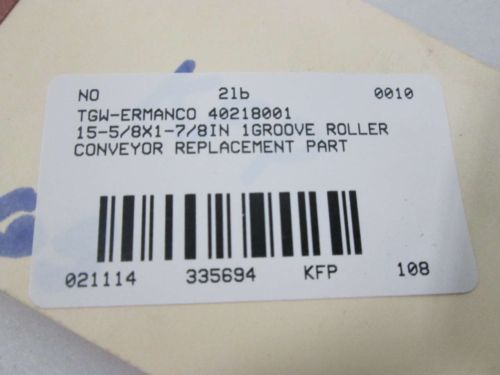 NO 2lb 0010
TGW-ERMANCO 40218001
15-5/8X1-7/8IN 1GROOVE ROLLER
CONVEYOR REPLACEMENT PART
021114 335694 KFP 108